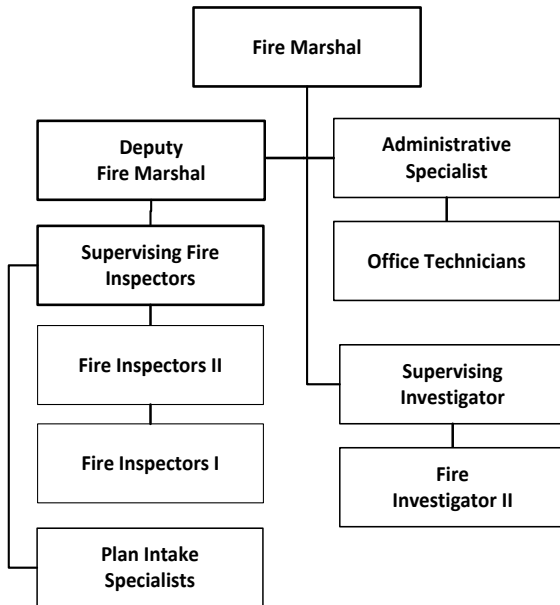 Fire Marshal
Deputy
Fire Marshal
Administrative
Specialist
Supervising Fire
Inspectors
Office Technicians
Fire Inspectors II
Supervising
Investigator
Fire Inspectors I
Fire
Investigator II
Plan Intake
Specialists